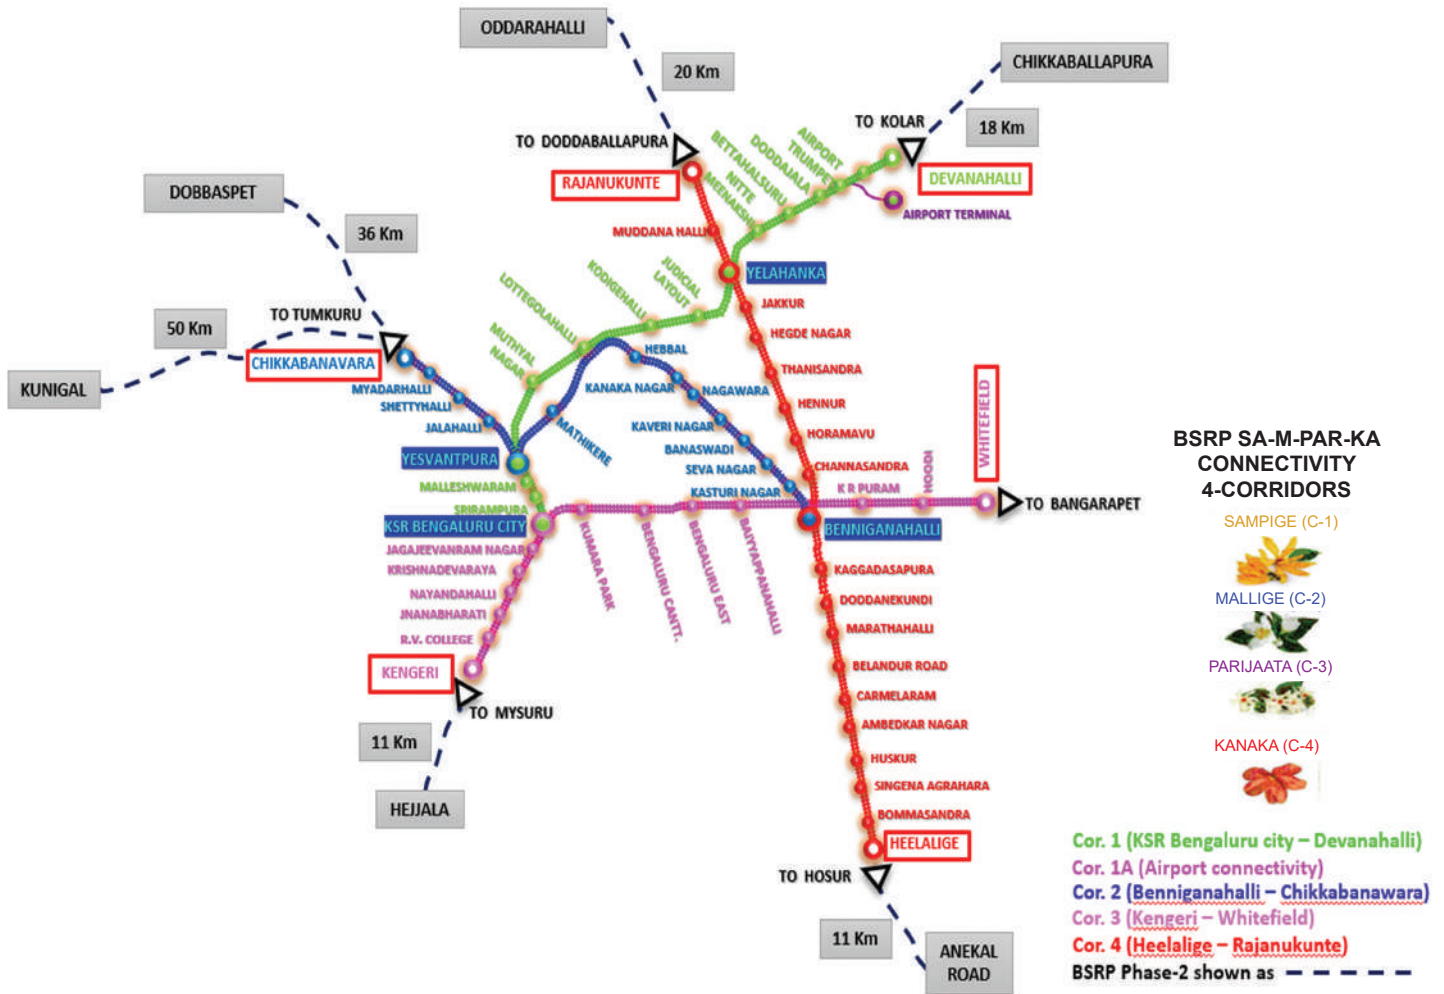 ODDARAHALLI
20 Km
CHIKKABALLAPURA
TO KOLAR
18 Km
TO DODDABALLAPURA
RAJANUKUNTE
DEVANAHALLI
AIRPORT
TRUMPET
DODDAJALA
BETTAHALSURU
NITTE
MEENAKSHI
AIRPORT TERMINAL
DOBBASPET
36 Km
MUDDANA HALLI
YELAHANKA
JUDICIAL
LAYOUT
KODIGEHALLI
LOTTEGOLAHALLI
MUTHYAL
NAGAR
50 Km
TO TUMKURU
CHIKKABANAVARA
KUNIGAL
MYADARHALLI
SHETTYHALLI
JALAHALLI
YESVANTPURA
MATHIKERE
HEBBAL
KANAKA NAGAR
NAGAWARA
KAVERI NAGAR
BANASWADI
SEVA NAGAR
KASTURI NAGAR
JAKKUR
HEGDE NAGAR
THANISANDRA
HENNUR
HORAMAVU
CHANNASANDRA
MALLESHWARAM
SRIRAMPURA
KSR BENGALURU CITY
KUMARA PARK
BENGALURU CANTT.
BENGALURU EAST
BAIYYAPPANAHALLI
BENNIGANAHALLI
K R PURAM
HOODI
WHITEFIELD
TO BANGARAPET
JAGAJEEVANRAM NAGAR
KRISHNADEVARAYA
NAYANDAHALLI
JNANABHARATI
R.V. COLLEGE
KENGERI
TO MYSURU
11 Km
HEJJALA
KAGGADASAPURA
DODDANEKUNDI
MARATHAHALLI
BELANDUR ROAD
CARMELARAM
AMBEDKAR NAGAR
HUSKUR
SINGENA AGRAHARA
BOMMASANDRA
HEELALIGE
TO HOSUR
11 Km
ANEKAL
ROAD
BSRP SA-M-PAR-KA
CONNECTIVITY
4-CORRIDORS
SAMPIGE (C-1)
MALLIGE (C-2)
PARIJAATA (C-3)
KANAKA (C-4)
Cor. 1 (KSR Bengaluru city – Devanahalli)
Cor. 1A (Airport connectivity)
Cor. 2 (Benniganahalli – Chikkabanawara)
Cor. 3 (Kengeri – Whitefield)
Cor. 4 (Heelalige – Rajanukunte)
BSRP Phase-2 shown as